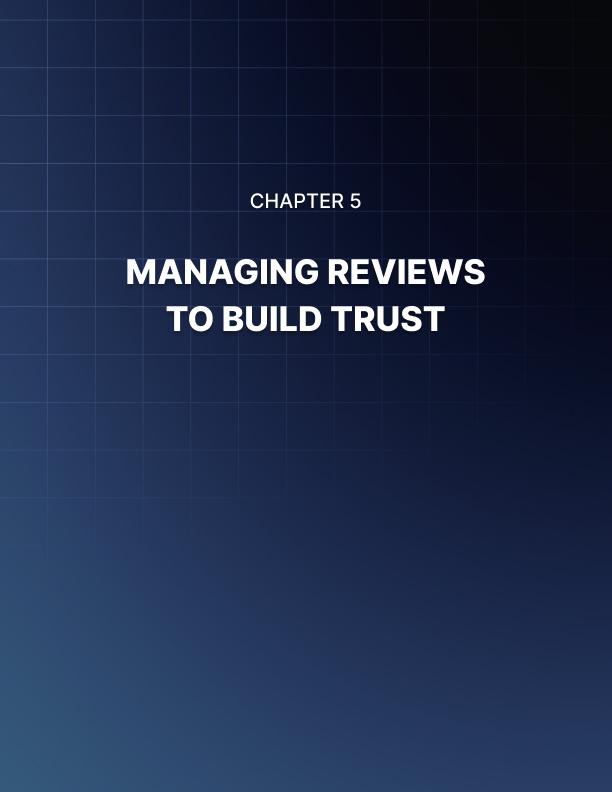 CHAPTER 5
MANAGING REVIEWS
TO BUILD TRUST